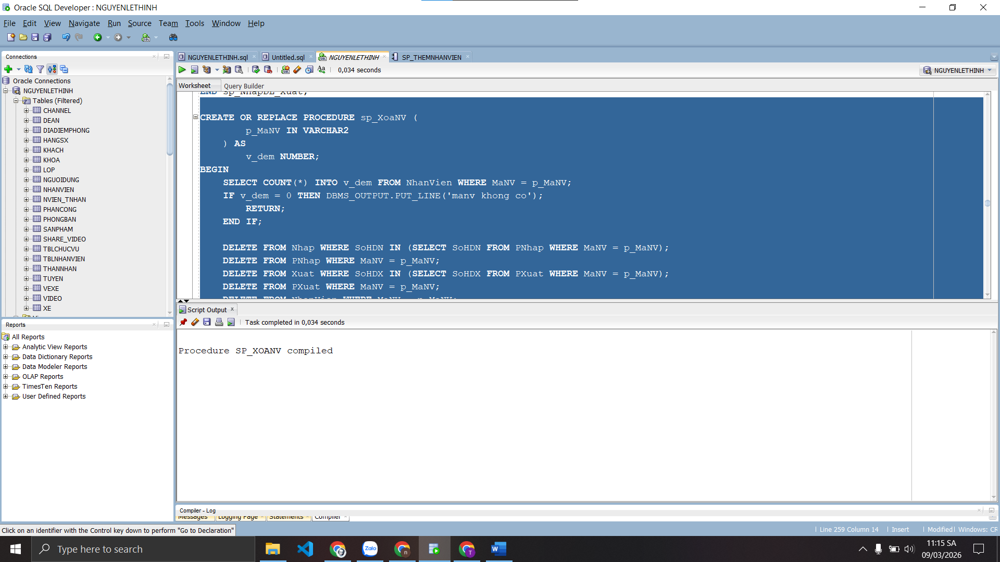 Oracle SQL Developer : NGUYENLETHINH
File Edit View Navigate Run Source Team Tools Window Help
Connections
Oracle Connections
NGUYENLETHINH
Tables (Filtered)
CHANNEL
DEAN
DIADIEMPHONG
HANGSX
KHACH
KHOA
LOP
NGUOIDUNG
NHANVIEN
NVIEN_TNHAN
PHANCONG
PHONGBAN
SANPHAM
SHARE_VIDEO
TBLCHUCVU
TBLNHANVIEN
THANNHAN
TUYEN
VEXE
VIDEO
XE
Reports
All Reports
Analytic View Reports
Data Dictionary Reports
Data Modeler Reports
OLAP Reports
TimesTen Reports
User Defined Reports
NGUYENLETHINH.sql Untitled.sql NGUYENLETHINH SP_THEMNHANVIEN
0,034 seconds NGUYENLETHINH
Worksheet Query Builder
END sp_NhapDL_Xuat;
CREATE OR REPLACE PROCEDURE sp_XoaNV (
p_MaNV IN VARCHAR2
) AS
v_dem NUMBER;
BEGIN
SELECT COUNT(*) INTO v_dem FROM NhanVien WHERE MaNV = p_MaNV;
IF v_dem = 0 THEN DBMS_OUTPUT.PUT_LINE('manv khong co');
RETURN;
END IF;
DELETE FROM Nhap WHERE SoHDN IN (SELECT SoHDN FROM PNhap WHERE MaNV = p_MaNV);
DELETE FROM PNhap WHERE MaNV = p_MaNV;
DELETE FROM Xuat WHERE SoHDX IN (SELECT SoHDX FROM PXuat WHERE MaNV = p_MaNV);
DELETE FROM PXuat WHERE MaNV = p_MaNV;
DELETE FROM NhanVien WHERE MaNV = p_MaNV;
Script Output
Task completed in 0,034 seconds
Procedure SP_XOANV compiled
Compiler - Log
Messages Logging Page Statements Compiler
Click on an identifier with the Control key down to perform "Go to Declaration"
Line 259 Column 14 Insert Modified Windows: CR
Type here to search
Zalo
11:15 SA
09/03/2026